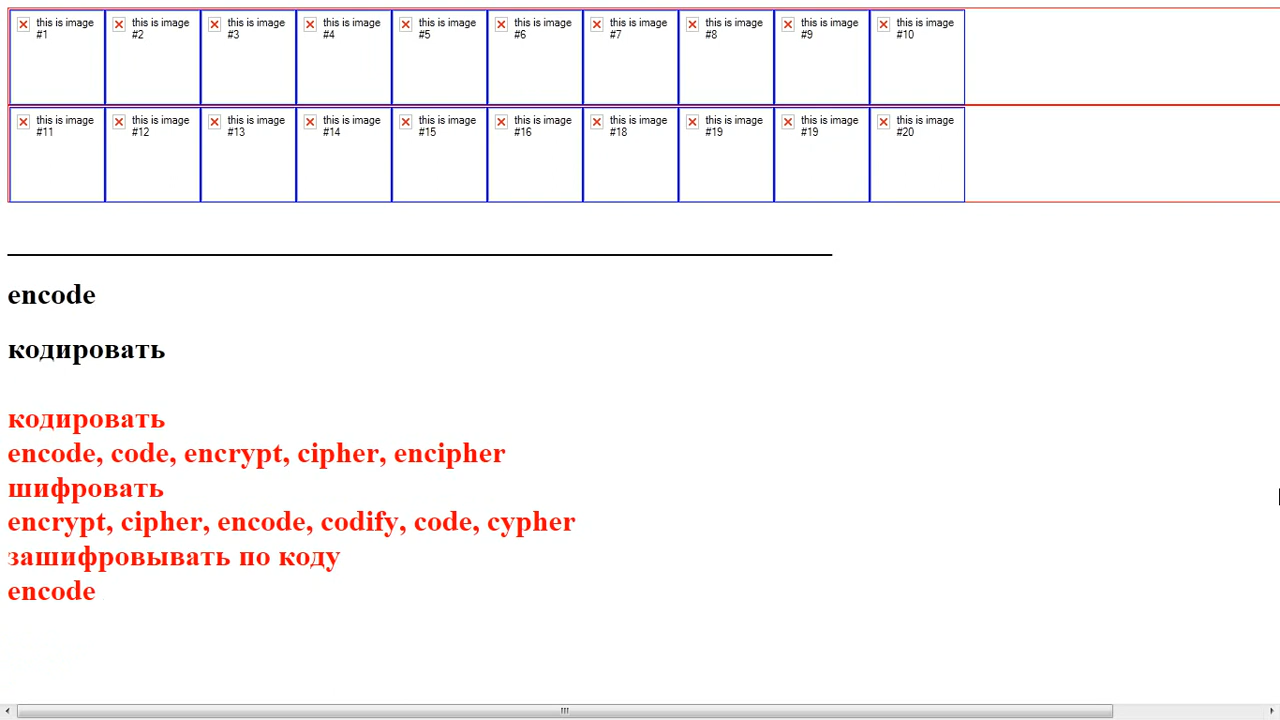 this is image this is image this is image this is image this is image this is image this is image this is image this is image this is image
#1 #2 #3 #4 #5 #6 #7 #8 #9 #10
this is image this is image this is image this is image this is image this is image this is image this is image this is image this is image
#11 #12 #13 #14 #15 #16 #18 #19 #19 #20
encode
кодировать
кодировать
encode, code, encrypt, cipher, encipher
шифровать
encrypt, cipher, encode, codify, code, cypher
зашифровывать по коду
encode